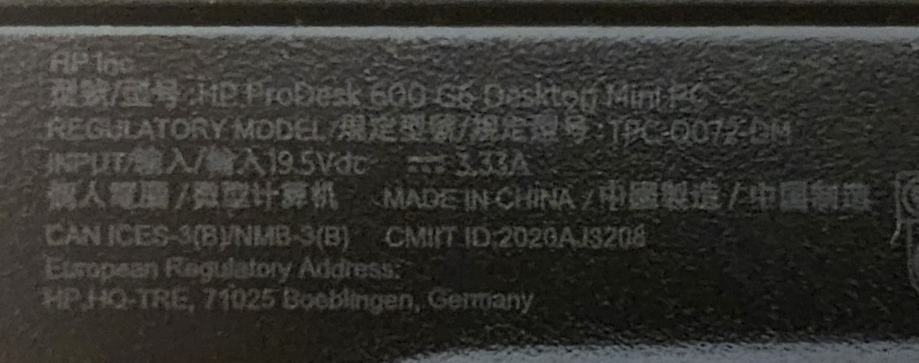 HP Inc
型號/型号:HP ProDesk 600 G6 Desktop Mini PC
REGULATORY MODEL/規定型號/规定型号:TPC-Q072-DM
INPUT/輸入/输入19.5Vdc ⎓ 3.33A
個人電腦/微型计算机 MADE IN CHINA/中國製造/中国制造
CAN ICES-3(B)/NMB-3(B) CMIIT ID:2020AJ3208
European Regulatory Address:
HP,HQ-TRE, 71025 Boeblingen, Germany